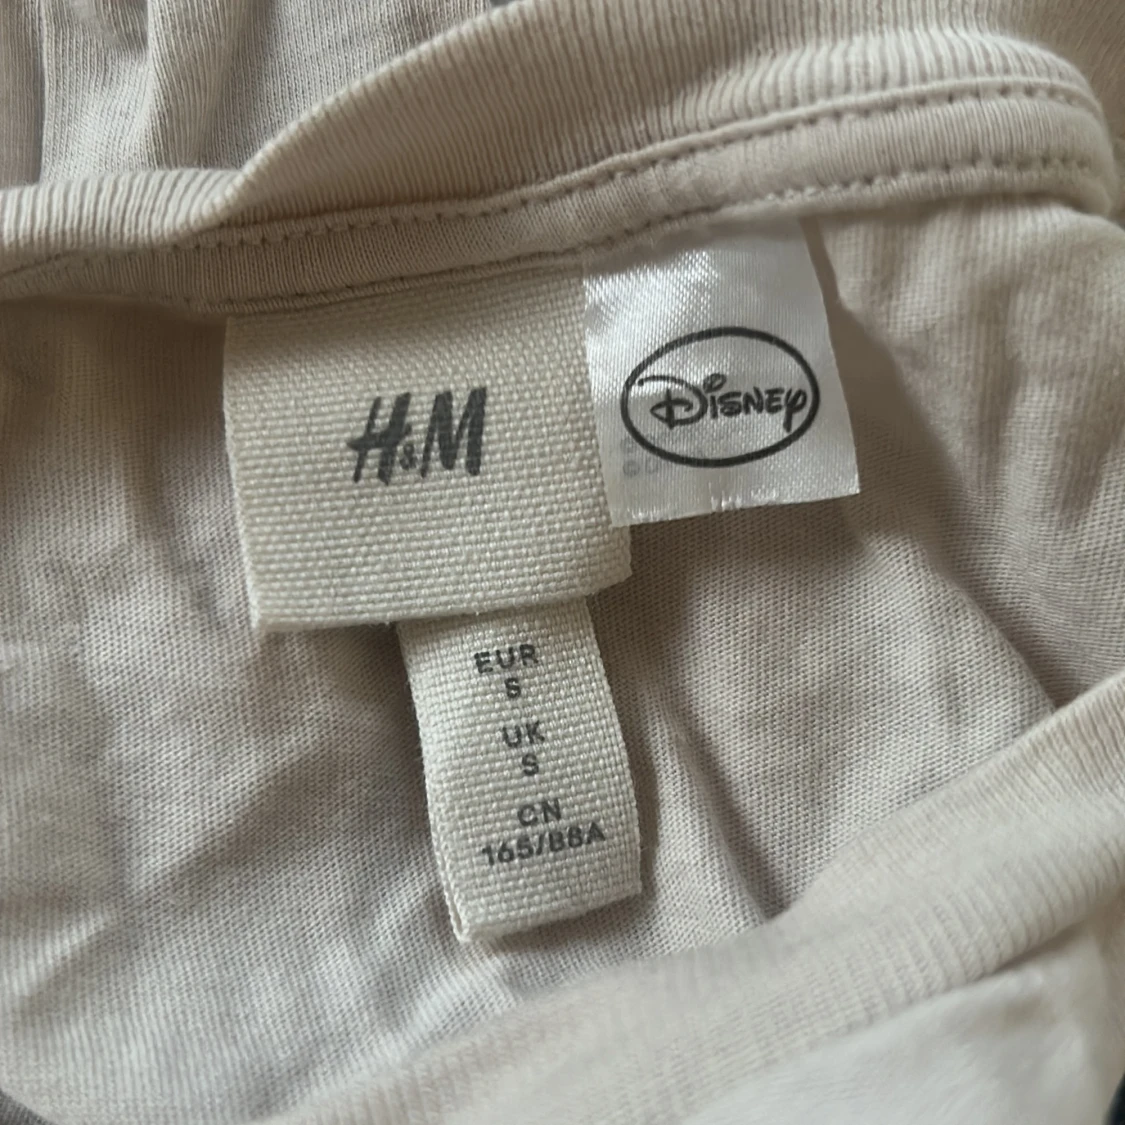 H&M
Disney
EUR
S
UK
S
CN
165/88A